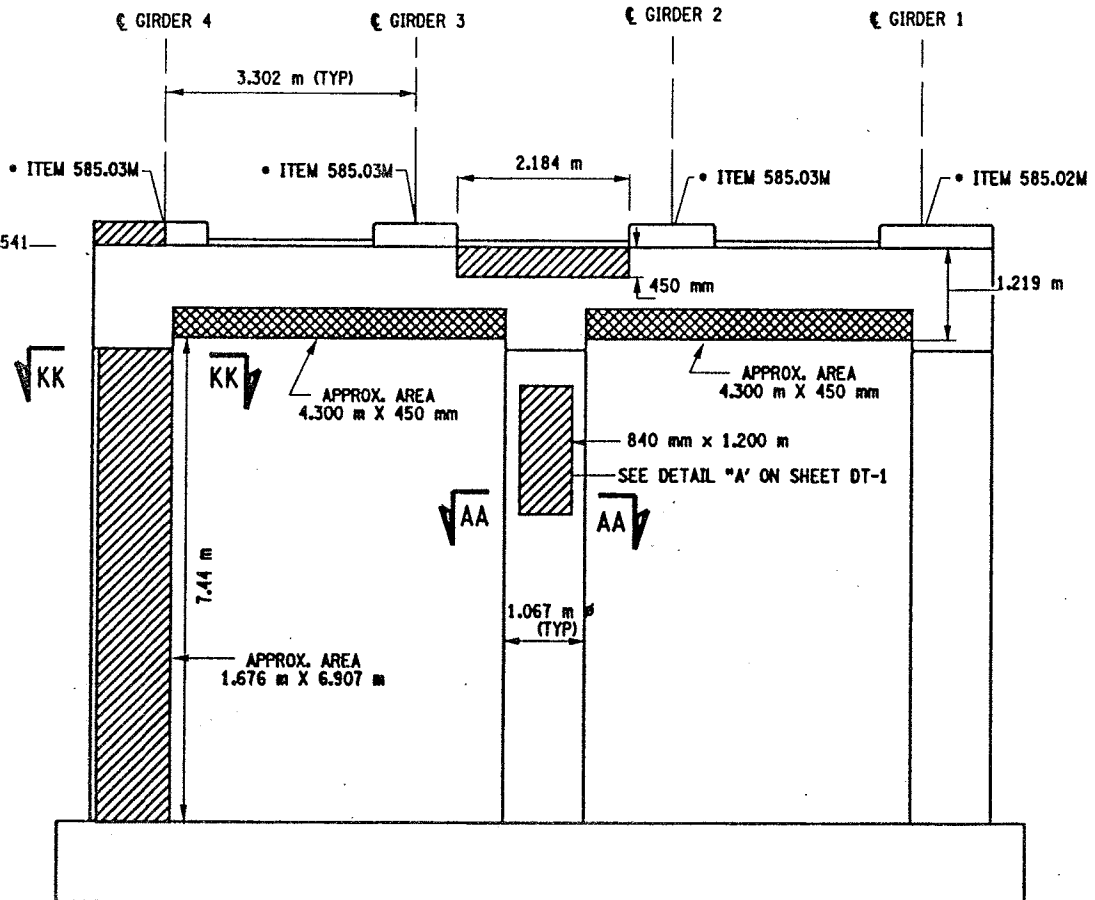 ℄ GIRDER 4
℄ GIRDER 3
℄ GIRDER 2
℄ GIRDER 1
3.302 m (TYP)
• ITEM 585.03M
• ITEM 585.03M
2.184 m
• ITEM 585.03M
• ITEM 585.02M
541
450 mm
1.219 m
KK
KK
APPROX. AREA
4.300 m X 450 mm
APPROX. AREA
4.300 m X 450 mm
840 mm x 1.200 m
SEE DETAIL "A' ON SHEET DT-1
AA
AA
7.44 m
1.067 m ø
(TYP)
APPROX. AREA
1.676 m X 6.907 m